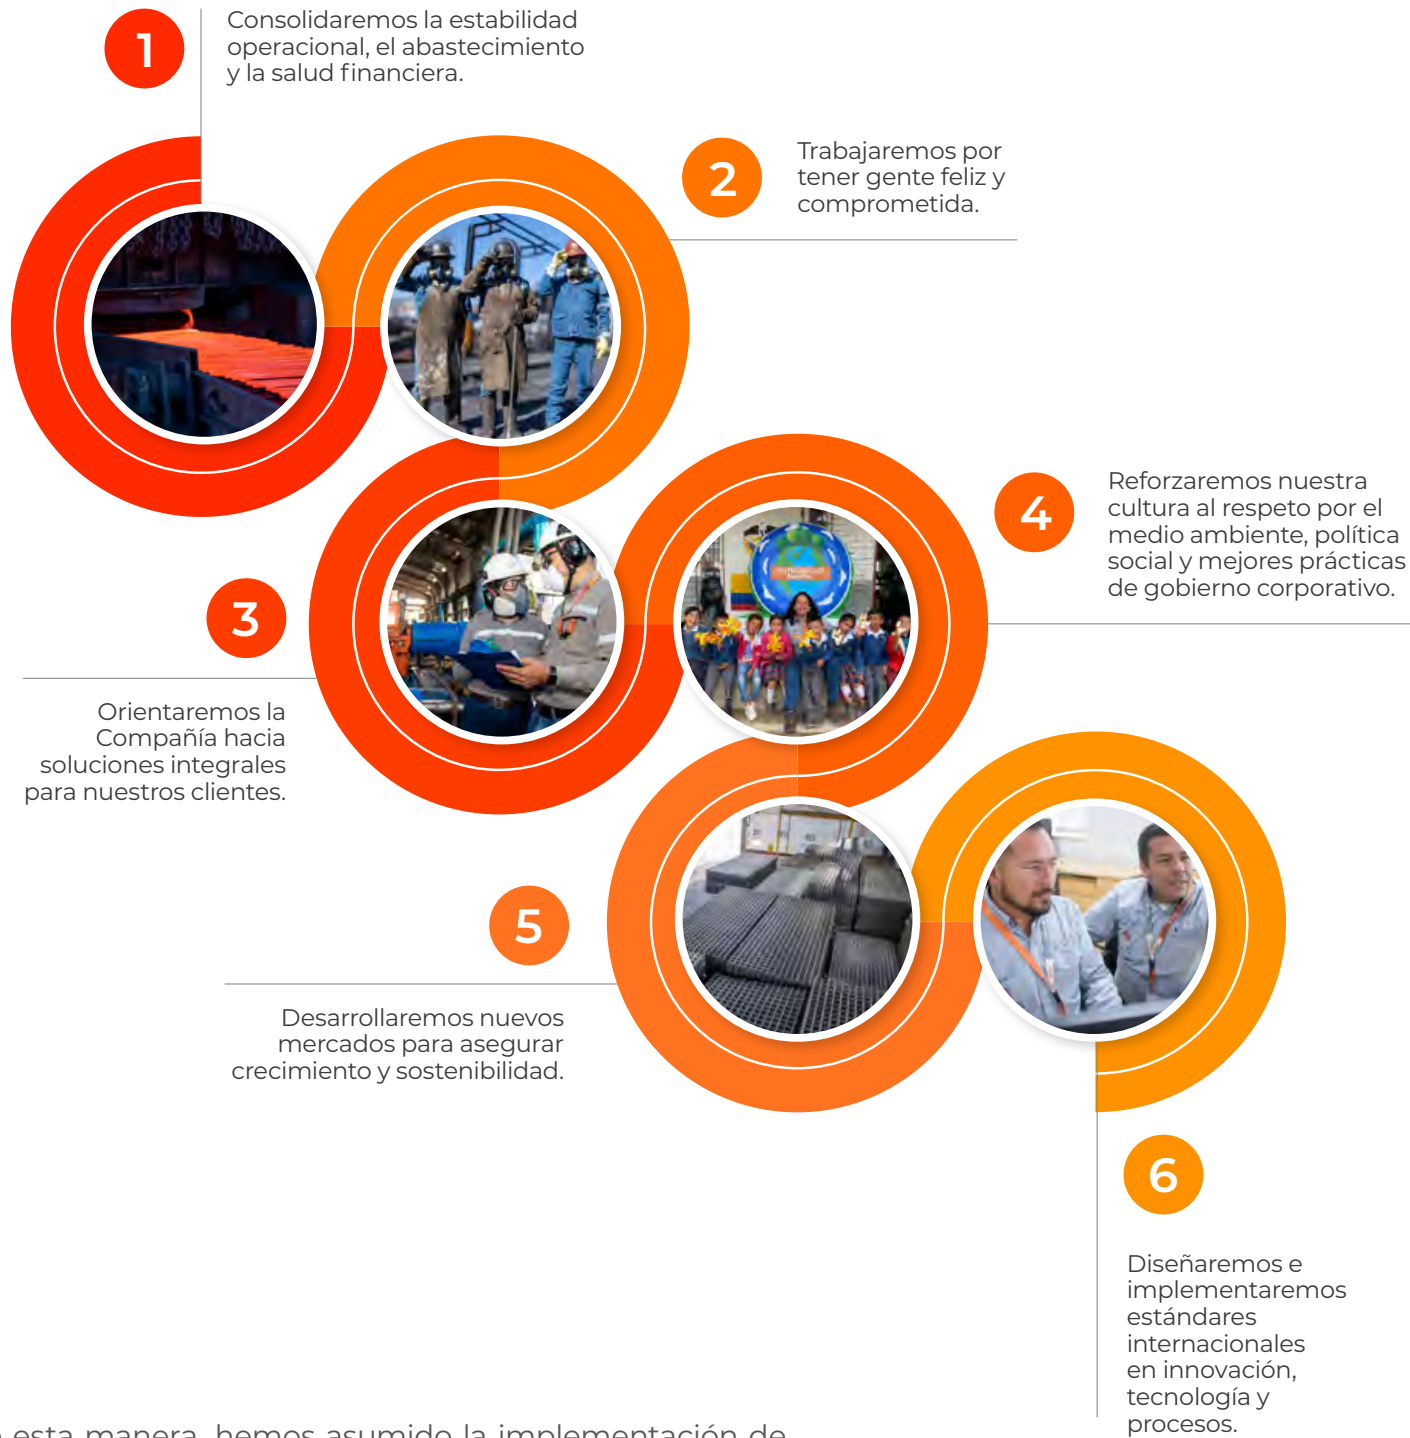 1
Consolidaremos la estabilidad
operacional, el abastecimiento
y la salud financiera.
2
Trabajaremos por
tener gente feliz y
comprometida.
3
Orientaremos la
Compañía hacia
soluciones integrales
para nuestros clientes.
4
Reforzaremos nuestra
cultura al respeto por el
medio ambiente, política
social y mejores prácticas
de gobierno corporativo.
5
Desarrollaremos nuevos
mercados para asegurar
crecimiento y sostenibilidad.
6
Diseñaremos e
implementaremos
estándares
internacionales
en innovación,
tecnología y
procesos.
esta manera, hemos asumido la implementación de